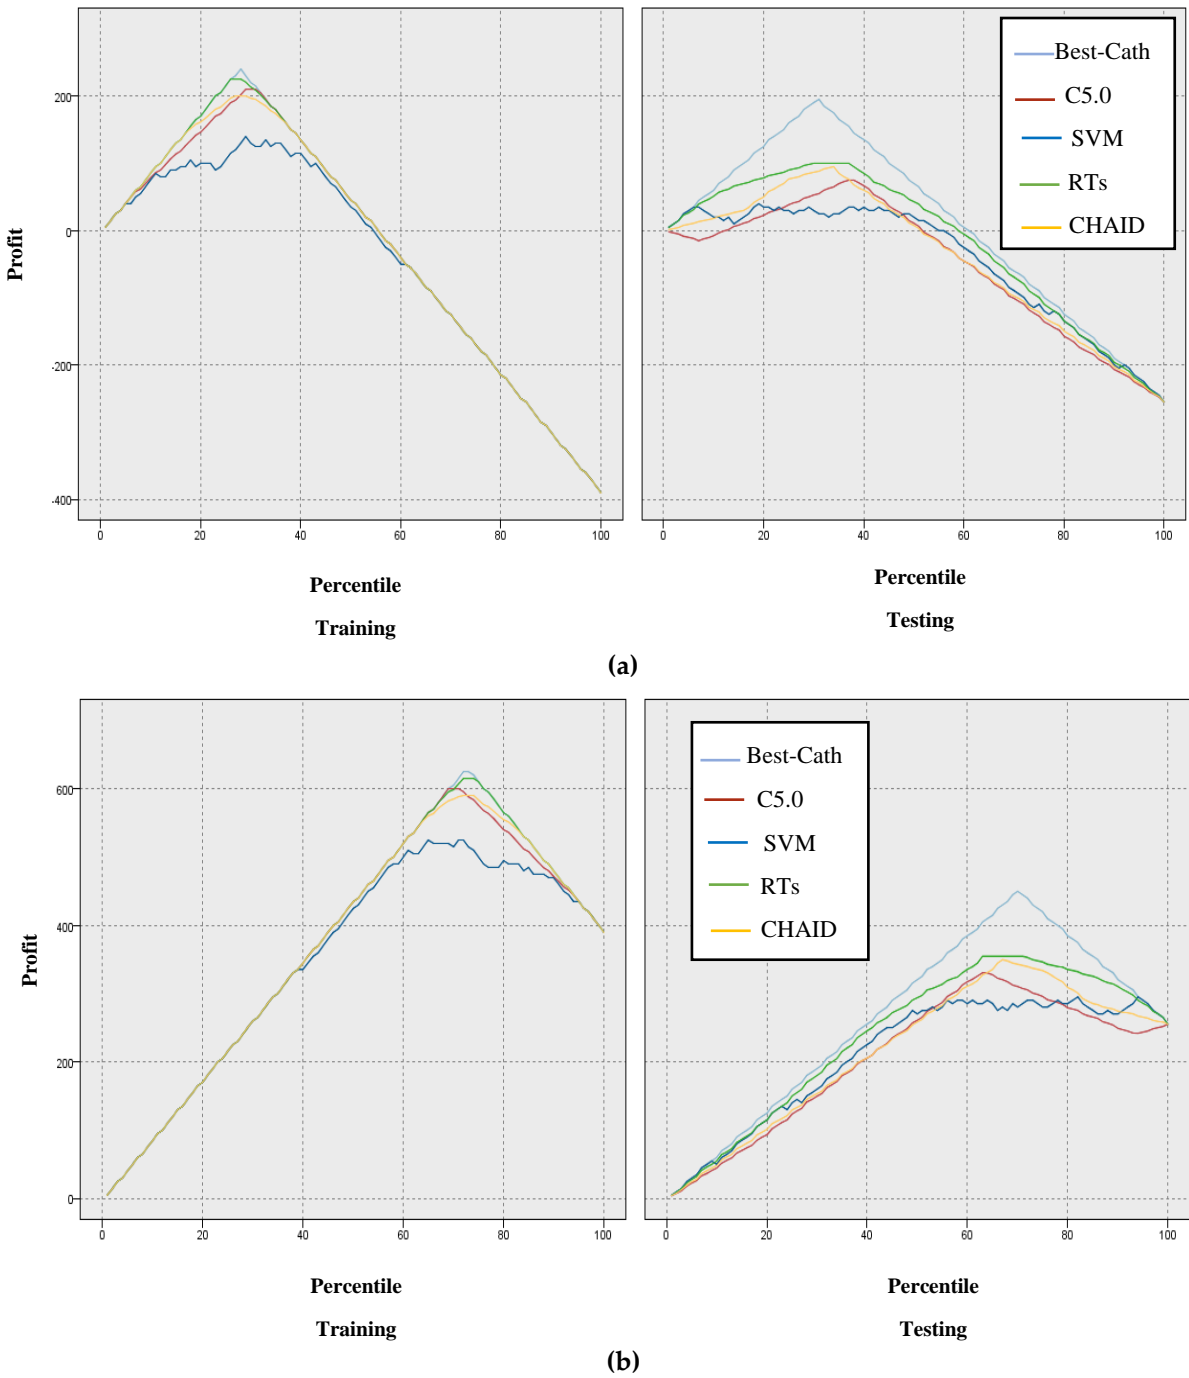 Profit
200
0
-200
-400
0 20 40 60 80 100
0 20 40 60 80 100
Best-Cath
C5.0
SVM
RTs
CHAID
Percentile
Training
Percentile
Testing
(a)
Profit
600
400
200
0
0 20 40 60 80 100
0 20 40 60 80 100
Best-Cath
C5.0
SVM
RTs
CHAID
Percentile
Training
Percentile
Testing
(b)